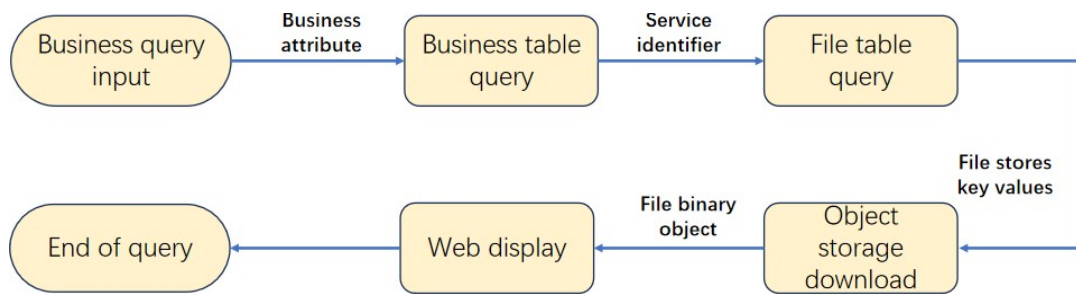 Business query
input
Business
attribute
Business table
query
Service
identifier
File table
query
File stores
key values
Object
storage
download
File binary
object
Web display
End of query